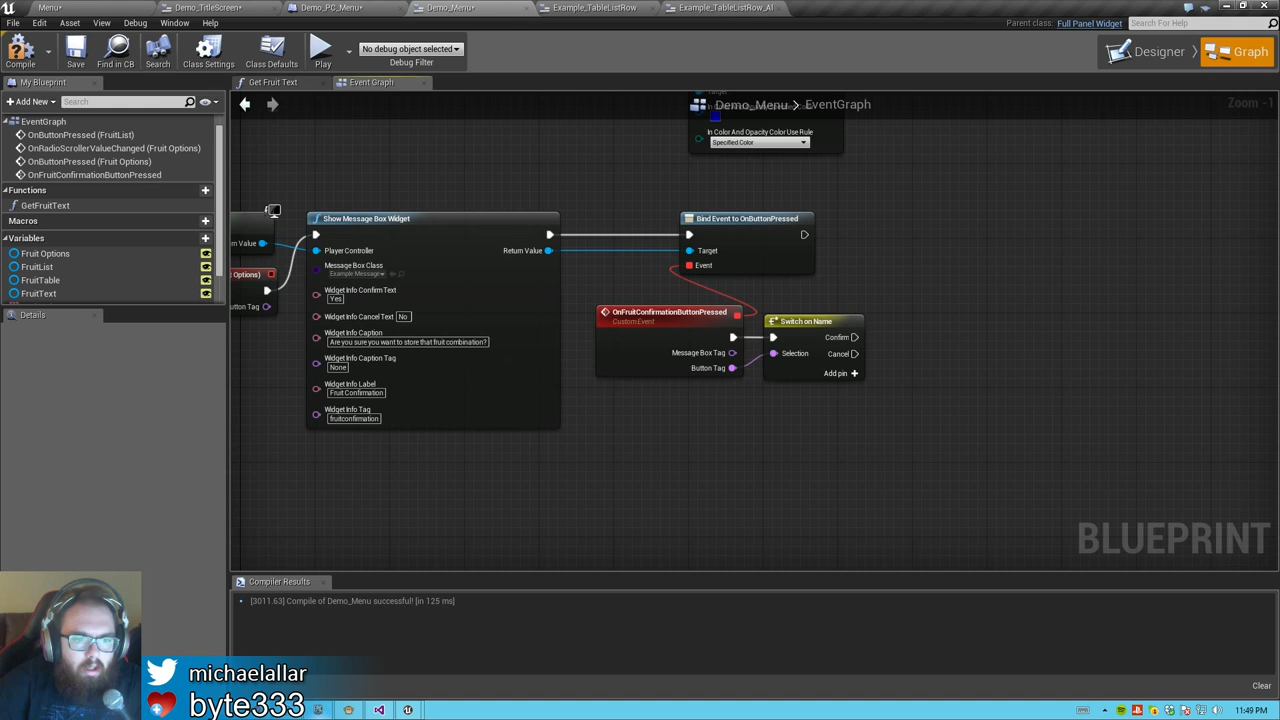 Menu*
Demo_TitleScreen*
Demo_PC_Menu*
Demo_Menu*
Example_TableListRow
Example_TableListRow_Al
File
Edit
Asset
View
Debug
Window
Help
Parent class:
Full Panel Widget
Search For Help
Compile
Save
Find in CB
Search
Class Settings
Class Defaults
Play
No debug object selected
Debug Filter
Designer
Graph
My Blueprint
Add New
Search
Get Fruit Text
Event Graph
EventGraph
OnButtonPressed (FruitList)
OnRadioScrollerValueChanged (Fruit Options)
OnButtonPressed (Fruit Options)
OnFruitConfirmationButtonPressed
Functions
GetFruitText
Macros
Variables
Fruit Options
FruitList
FruitTable
FruitText
Details
Demo_Menu > EventGraph
Zoom -1
In Color And Opacity Color Use Rule
Specified Color
Show Message Box Widget
Player Controller
Return Value
Message Box Class
Example Message
Widget Info Confirm Text
Yes
Widget Info Cancel Text No
Widget Info Caption
Are you sure you want to store that fruit combination?
Widget Info Caption Tag
None
Widget Info Label
Fruit Confirmation
Widget Info Tag
fruitconfirmation
Bind Event to OnButtonPressed
Target
Event
OnFruitConfirmationButtonPressed
Custom Event
Message Box Tag
Button Tag
Switch on Name
Confirm
Selection
Cancel
Add pin
BLUEPRINT
Compiler Results
[3011.63] Compile of Demo_Menu successful! [in 125 ms]
Clear
michaelallar
byte333
11:49 PM